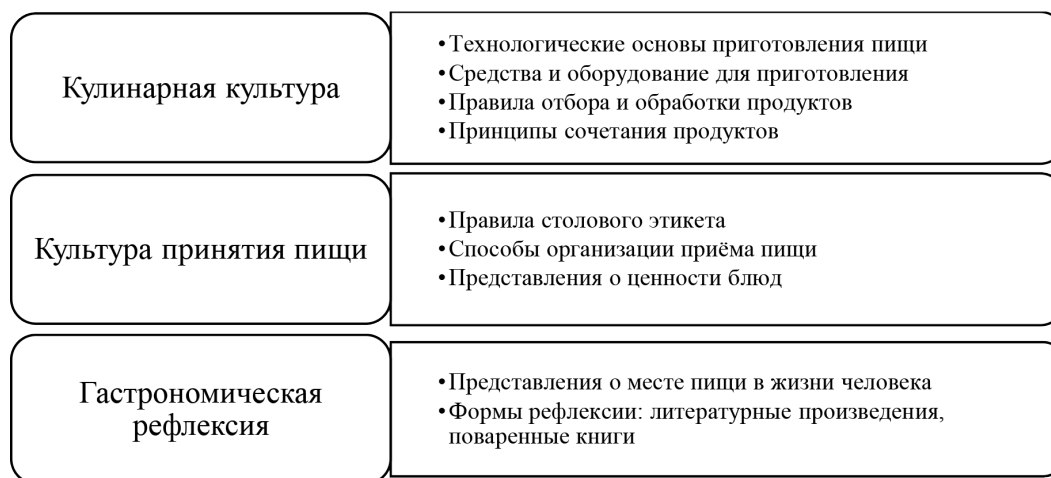 Кулинарная культура
•Технологические основы приготовления пищи
•Средства и оборудование для приготовления
•Правила отбора и обработки продуктов
•Принципы сочетания продуктов
Культура принятия пищи
•Правила столового этикета
•Способы организации приёма пищи
•Представления о ценности блюд
Гастрономическая
рефлексия
•Представления о месте пищи в жизни человека
•Формы рефлексии: литературные произведения,
поваренные книги